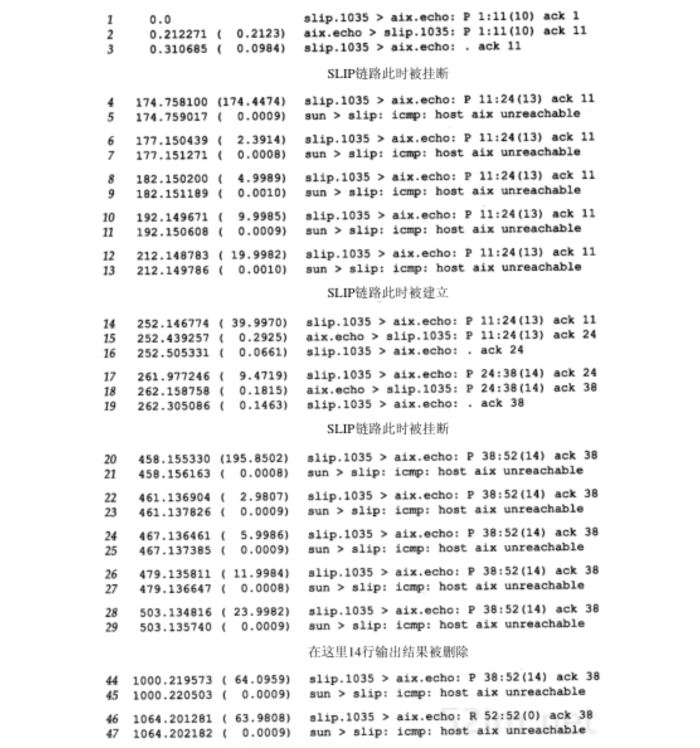 1 0.0 slip.1035 > aix.echo: P 1:11(10) ack 1
2 0.212271 ( 0.2123) aix.echo > slip.1035: P 1:11(10) ack 11
3 0.310685 ( 0.0984) slip.1035 > aix.echo: . ack 11
SLIP链路此时被挂断
4 174.758100 (174.4474) slip.1035 > aix.echo: P 11:24(13) ack 11
5 174.759017 ( 0.0009) sun > slip: icmp: host aix unreachable
6 177.150439 ( 2.3914) slip.1035 > aix.echo: P 11:24(13) ack 11
7 177.151271 ( 0.0008) sun > slip: icmp: host aix unreachable
8 182.150200 ( 4.9989) slip.1035 > aix.echo: P 11:24(13) ack 11
9 182.151189 ( 0.0010) sun > slip: icmp: host aix unreachable
10 192.149671 ( 9.9985) slip.1035 > aix.echo: P 11:24(13) ack 11
11 192.150608 ( 0.0009) sun > slip: icmp: host aix unreachable
12 212.148783 ( 19.9982) slip.1035 > aix.echo: P 11:24(13) ack 11
13 212.149786 ( 0.0010) sun > slip: icmp: host aix unreachable
SLIP链路此时被建立
14 252.146774 ( 39.9970) slip.1035 > aix.echo: P 11:24(13) ack 11
15 252.439257 ( 0.2925) aix.echo > slip.1035: P 11:24(13) ack 24
16 252.505331 ( 0.0661) slip.1035 > aix.echo: . ack 24
17 261.977246 ( 9.4719) slip.1035 > aix.echo: P 24:38(14) ack 24
18 262.158758 ( 0.1815) aix.echo > slip.1035: P 24:38(14) ack 38
19 262.305086 ( 0.1463) slip.1035 > aix.echo: . ack 38
SLIP链路此时被挂断
20 458.155330 (195.8502) slip.1035 > aix.echo: P 38:52(14) ack 38
21 458.156163 ( 0.0008) sun > slip: icmp: host aix unreachable
22 461.136904 ( 2.9807) slip.1035 > aix.echo: P 38:52(14) ack 38
23 461.137826 ( 0.0009) sun > slip: icmp: host aix unreachable
24 467.136461 ( 5.9986) slip.1035 > aix.echo: P 38:52(14) ack 38
25 467.137385 ( 0.0009) sun > slip: icmp: host aix unreachable
26 479.135811 ( 11.9984) slip.1035 > aix.echo: P 38:52(14) ack 38
27 479.136647 ( 0.0008) sun > slip: icmp: host aix unreachable
28 503.134816 ( 23.9982) slip.1035 > aix.echo: P 38:52(14) ack 38
29 503.135740 ( 0.0009) sun > slip: icmp: host aix unreachable
在这里14行输出结果被删除
44 1000.219573 ( 64.0959) slip.1035 > aix.echo: P 38:52(14) ack 38
45 1000.220503 ( 0.0009) sun > slip: icmp: host aix unreachable
46 1064.201281 ( 63.9808) slip.1035 > aix.echo: R 52:52(0) ack 38
47 1064.202182 ( 0.0009) sun > slip: icmp: host aix unreachable